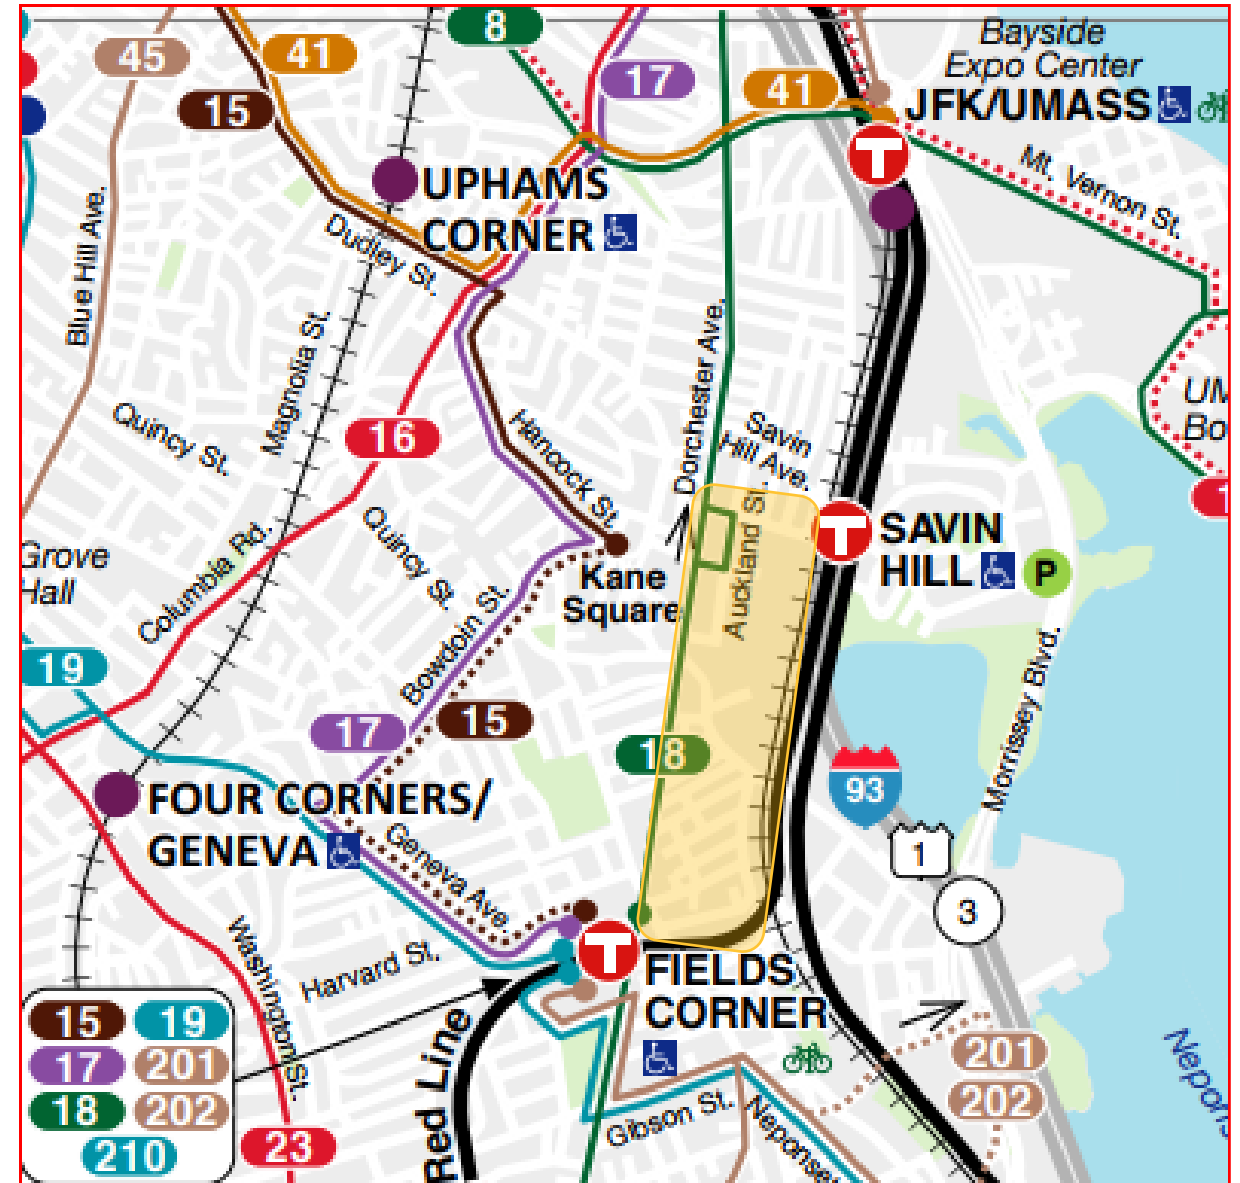 45
41
8
15
17
41
Bayside
Expo Center
JFK/UMASS
T
Mt. Vernon St.
UPHAMS
CORNER
Dudley St.
Blue Hill Ave.
Magnolia St.
Dorchester Ave.
Quincy St.
16
Hancock St.
Savin
Hill Ave.
Auckland St.
T
SAVIN
HILL
P
Kane
Square
Quincy St.
Columbia Rd.
Grove
Hall
Bowdoin St.
19
17
15
18
Morrissey Blvd.
93
1
3
FOUR CORNERS/
GENEVA
Geneva Ave.
T
FIELDS
CORNER
Harvard St.
Washington St.
15 19
17 201
18 202
210
23
Red Line
Gibson St.
201
202